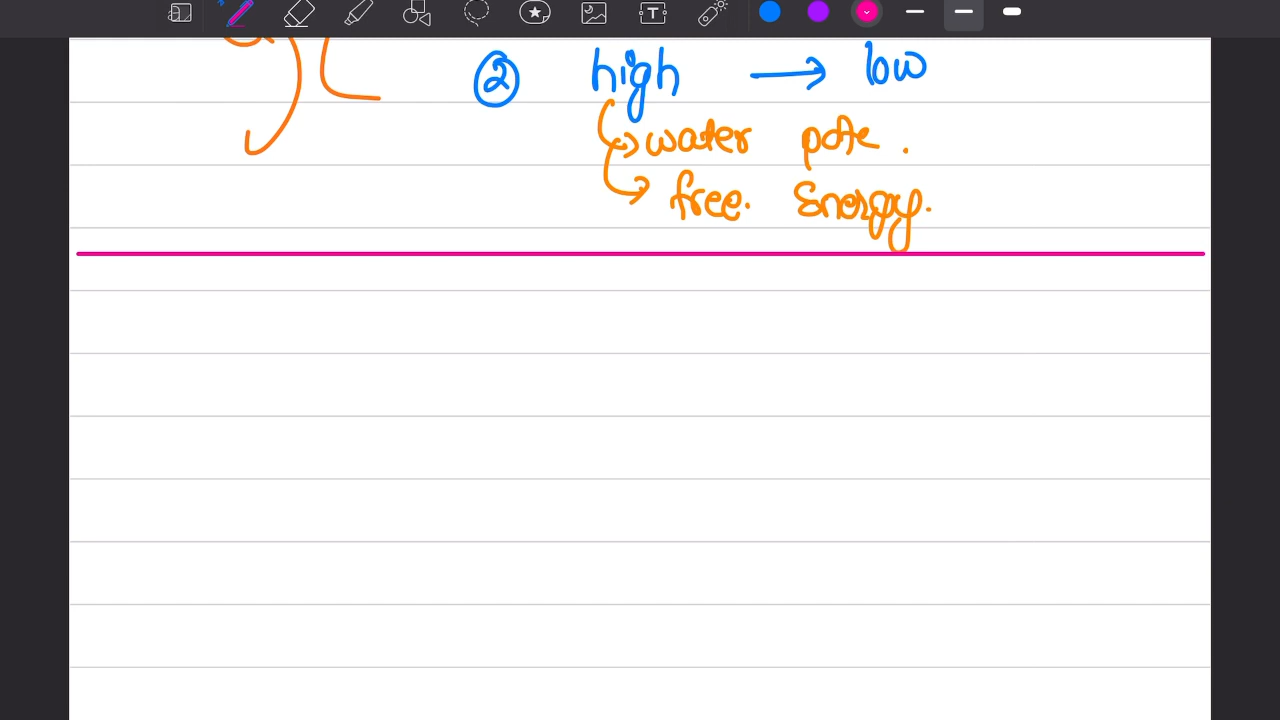 ② high → low
→ water pote.
→ free. Energy.